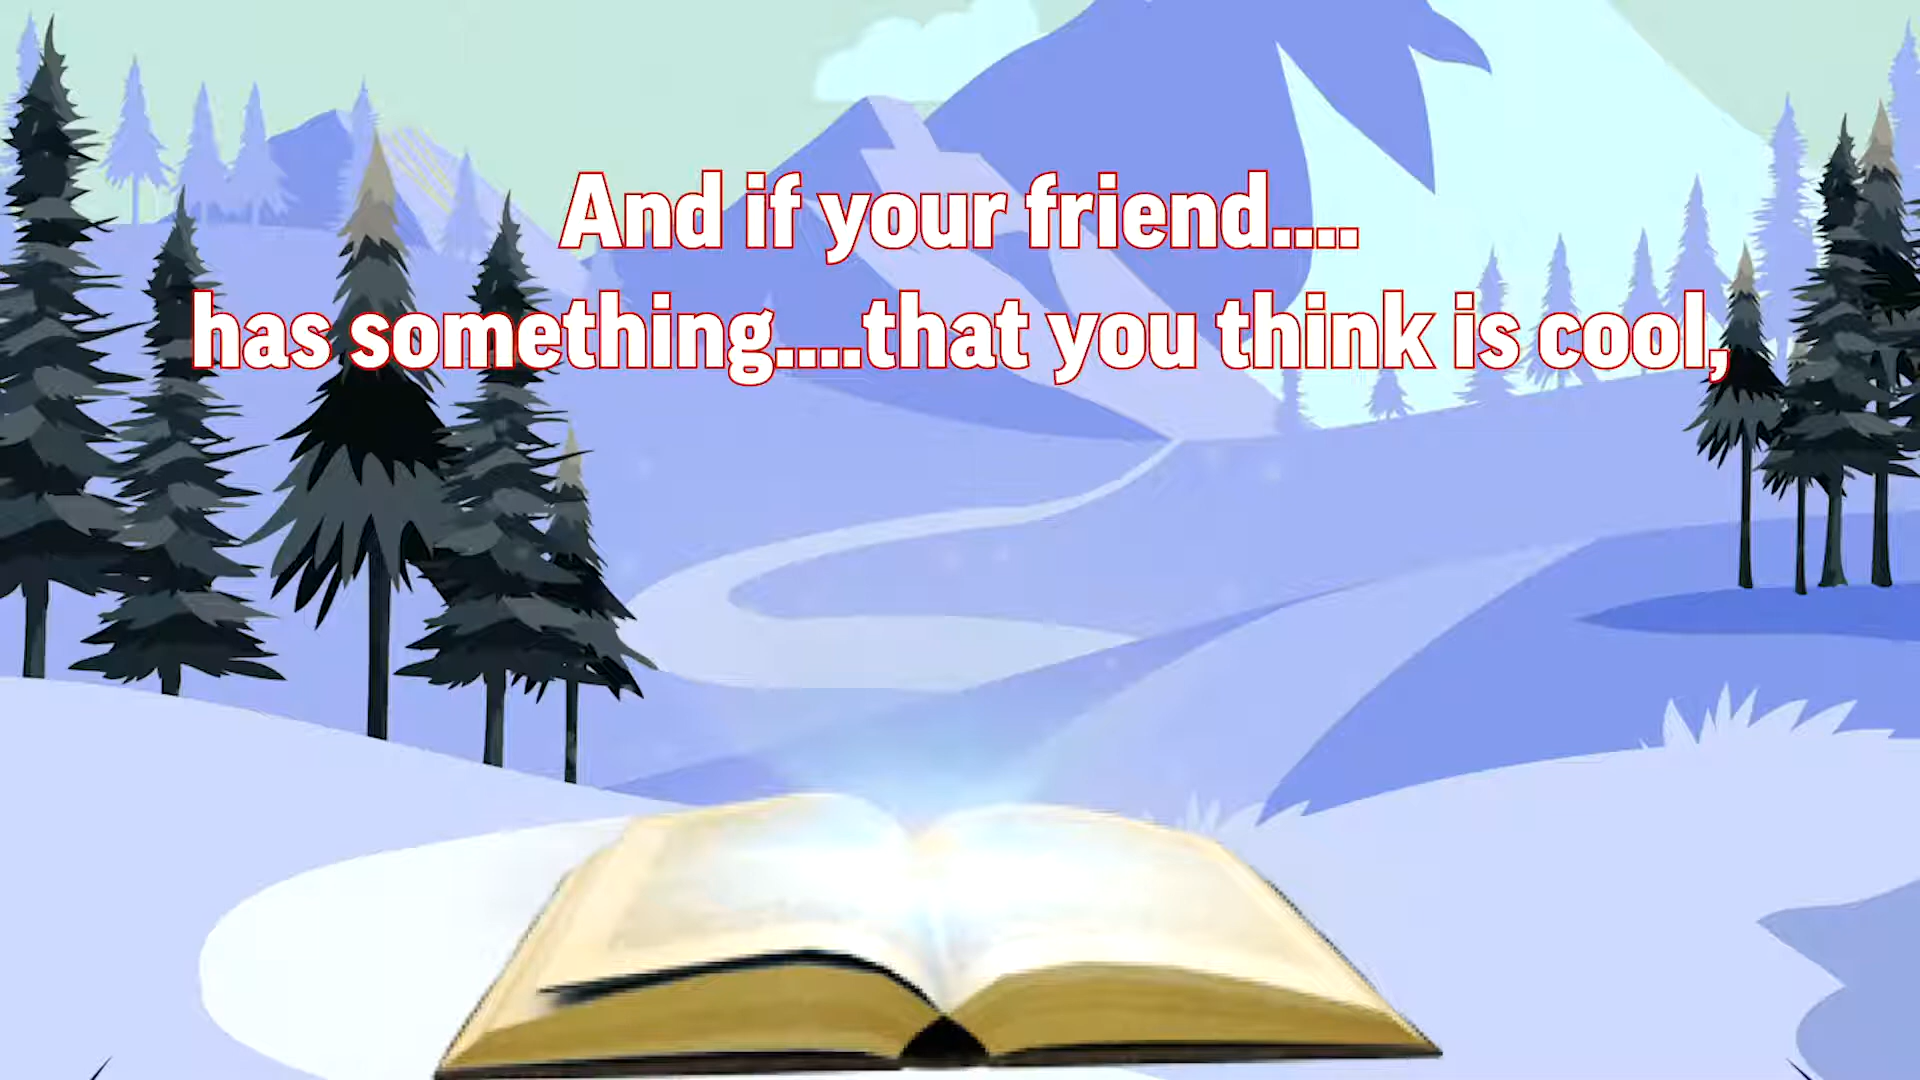 And if your friend....
has something....that you think is cool,